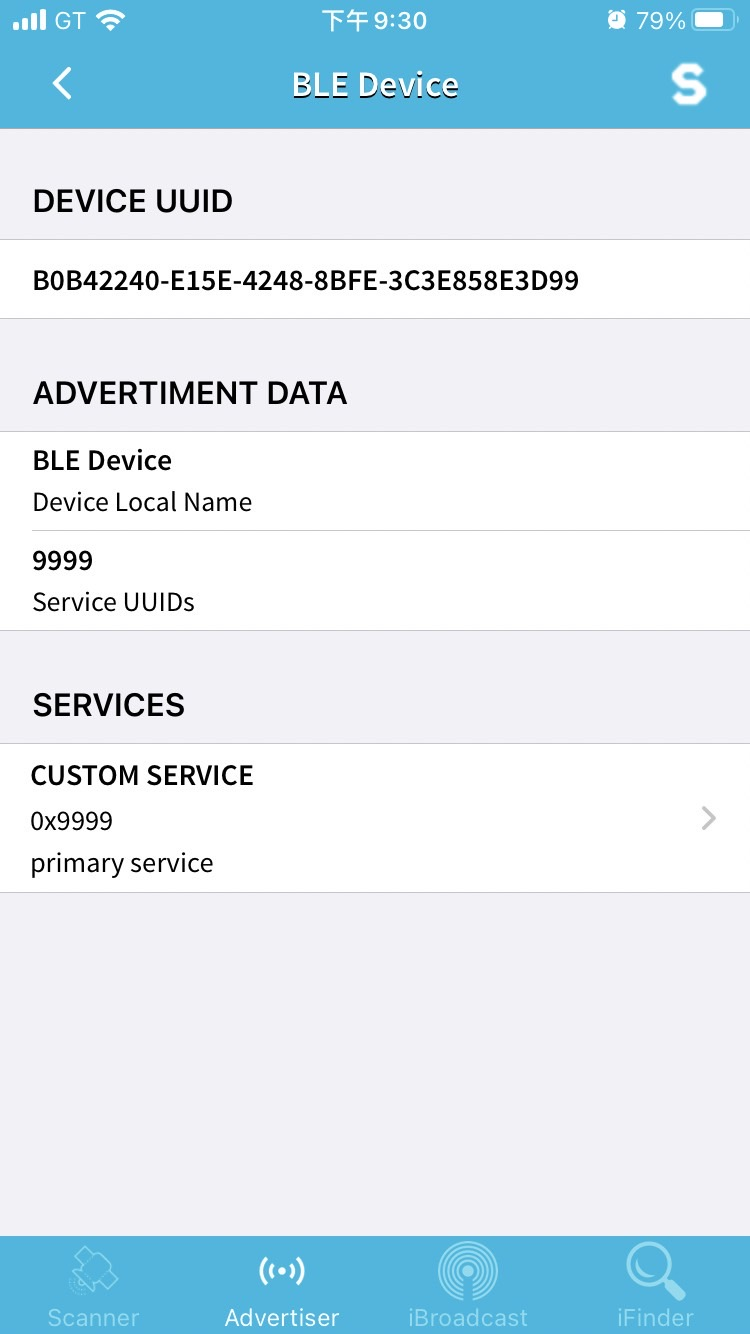 GT 下午9:30 79%
BLE Device S
DEVICE UUID
B0B42240-E15E-4248-8BFE-3C3E858E3D99
ADVERTIMENT DATA
BLE Device
Device Local Name
9999
Service UUIDs
SERVICES
CUSTOM SERVICE
0x9999
primary service
Scanner Advertiser iBroadcast iFinder